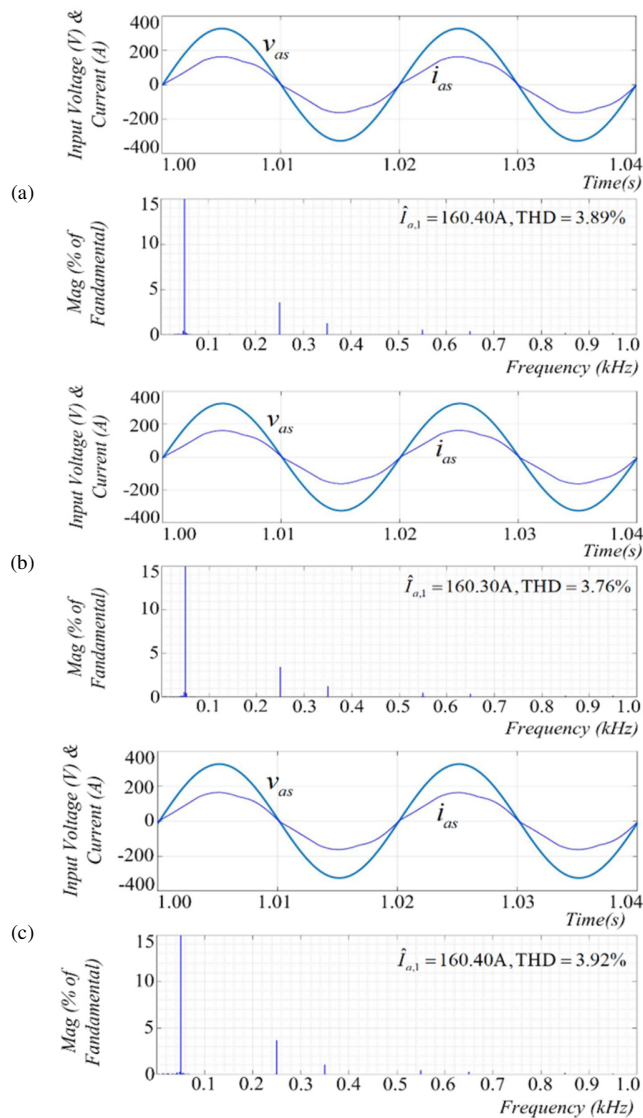 (a)
Input Voltage (V) &
Current (A)
400
200
0
-200
-400
v_as
i_as
1.00 1.01 1.02 1.03 1.04
Time(s)
Mag (% of
Fandamental)
15
10
5
0
Î_a,1 = 160.40A, THD = 3.89%
0.1 0.2 0.3 0.4 0.5 0.6 0.7 0.8 0.9 1.0
Frequency (kHz)
(b)
Input Voltage (V) &
Current (A)
400
200
0
-200
-400
v_as
i_as
1.00 1.01 1.02 1.03 1.04
Time(s)
Mag (% of
Fandamental)
15
10
5
0
Î_a,1 = 160.30A, THD = 3.76%
0.1 0.2 0.3 0.4 0.5 0.6 0.7 0.8 0.9 1.0
Frequency (kHz)
(c)
Input Voltage (V) &
Current (A)
400
200
0
-200
-400
v_as
i_as
1.00 1.01 1.02 1.03 1.04
Time(s)
Mag (% of
Fandamental)
15
10
5
0
Î_a,1 = 160.40A, THD = 3.92%
0.1 0.2 0.3 0.4 0.5 0.6 0.7 0.8 0.9 1.0
Frequency (kHz)